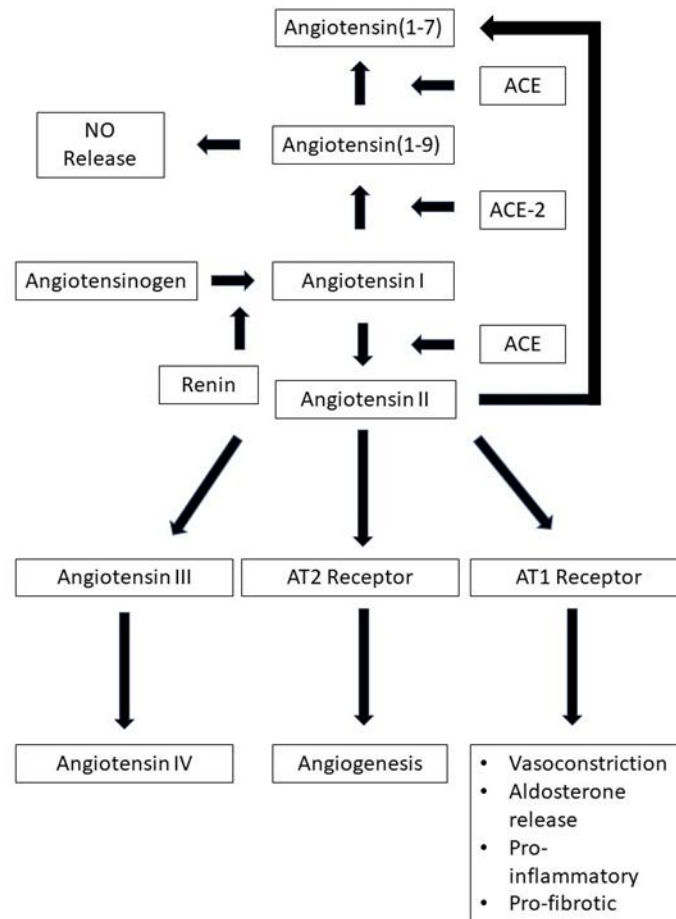 Angiotensin(1-7)
ACE
NO
Release
Angiotensin(1-9)
ACE-2
Angiotensinogen
Angiotensin I
ACE
Renin
Angiotensin II
Angiotensin III
AT2 Receptor
AT1 Receptor
Angiotensin IV
Angiogenesis
• Vasoconstriction
• Aldosterone
release
• Pro-
inflammatory
• Pro-fibrotic